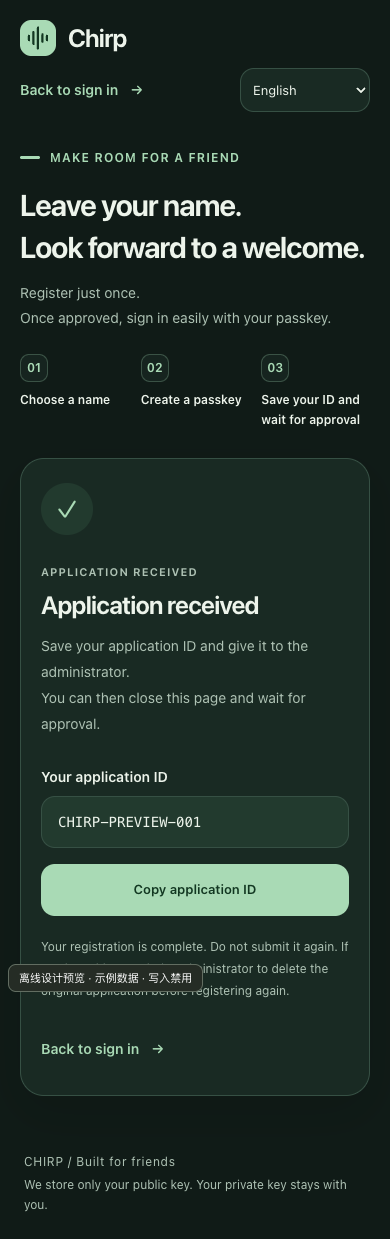 Chirp
Back to sign in →
English
MAKE ROOM FOR A FRIEND
Leave your name.
Look forward to a welcome.
Register just once.
Once approved, sign in easily with your passkey.
01
Choose a name
02
Create a passkey
03
Save your ID and
wait for approval
APPLICATION RECEIVED
Application received
Save your application ID and give it to the
administrator.
You can then close this page and wait for
approval.
Your application ID
CHIRP-PREVIEW-001
Copy application ID
Your registration is complete. Do not submit it again. If
离线设计预览 · 示例数据 · 写入禁用
to delete the
registering again.
Back to sign in →
CHIRP / Built for friends
We store only your public key. Your private key stays with
you.